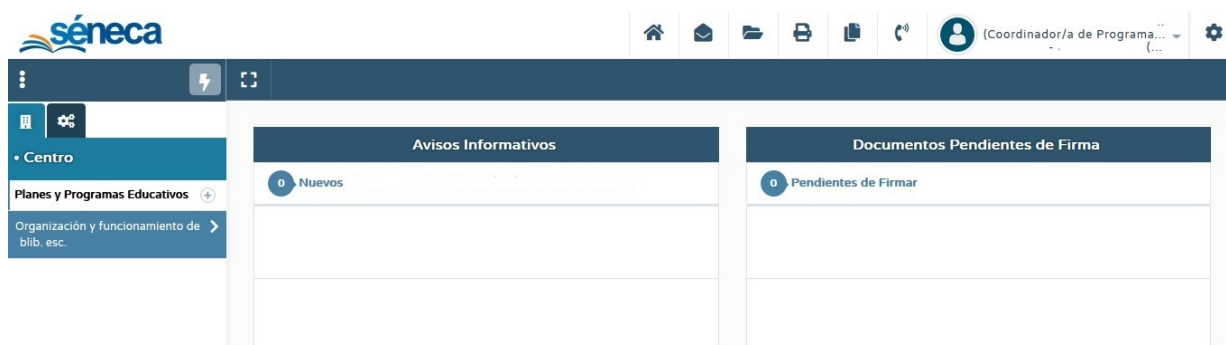 séneca
(Coordinador/a de Programa...
(...
• Centro
Planes y Programas Educativos
Organización y funcionamiento de
blib. esc.
Avisos Informativos
0 Nuevos
Documentos Pendientes de Firma
0 Pendientes de Firmar